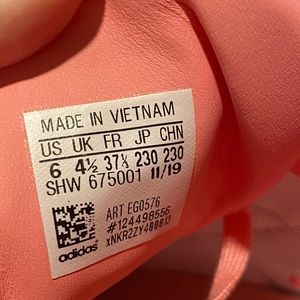 MADE IN VIETNAM
US UK FR JP CHN
6 4½ 37⅓ 230 230
SHW 675001 11/19
ART EG0576
#124498556
adidas